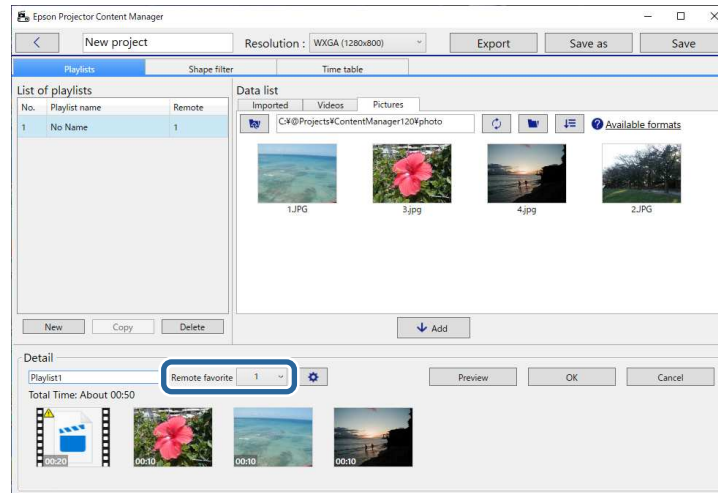 Epson Projector Content Manager
New project Resolution : WXGA (1280x800) Export Save as Save
Playlists Shape filter Time table
List of playlists
No. Playlist name Remote
1 No Name 1
New Copy Delete
Data list
Imported Videos Pictures
C:¥@Projects¥ContentManager120¥photo Available formats
1.JPG 3.jpg 4.jpg 2.JPG
Add
Detail
Playlist1 Remote favorite 1 Preview OK Cancel
Total Time: About 00:50
00:20 00:10 00:10 00:10